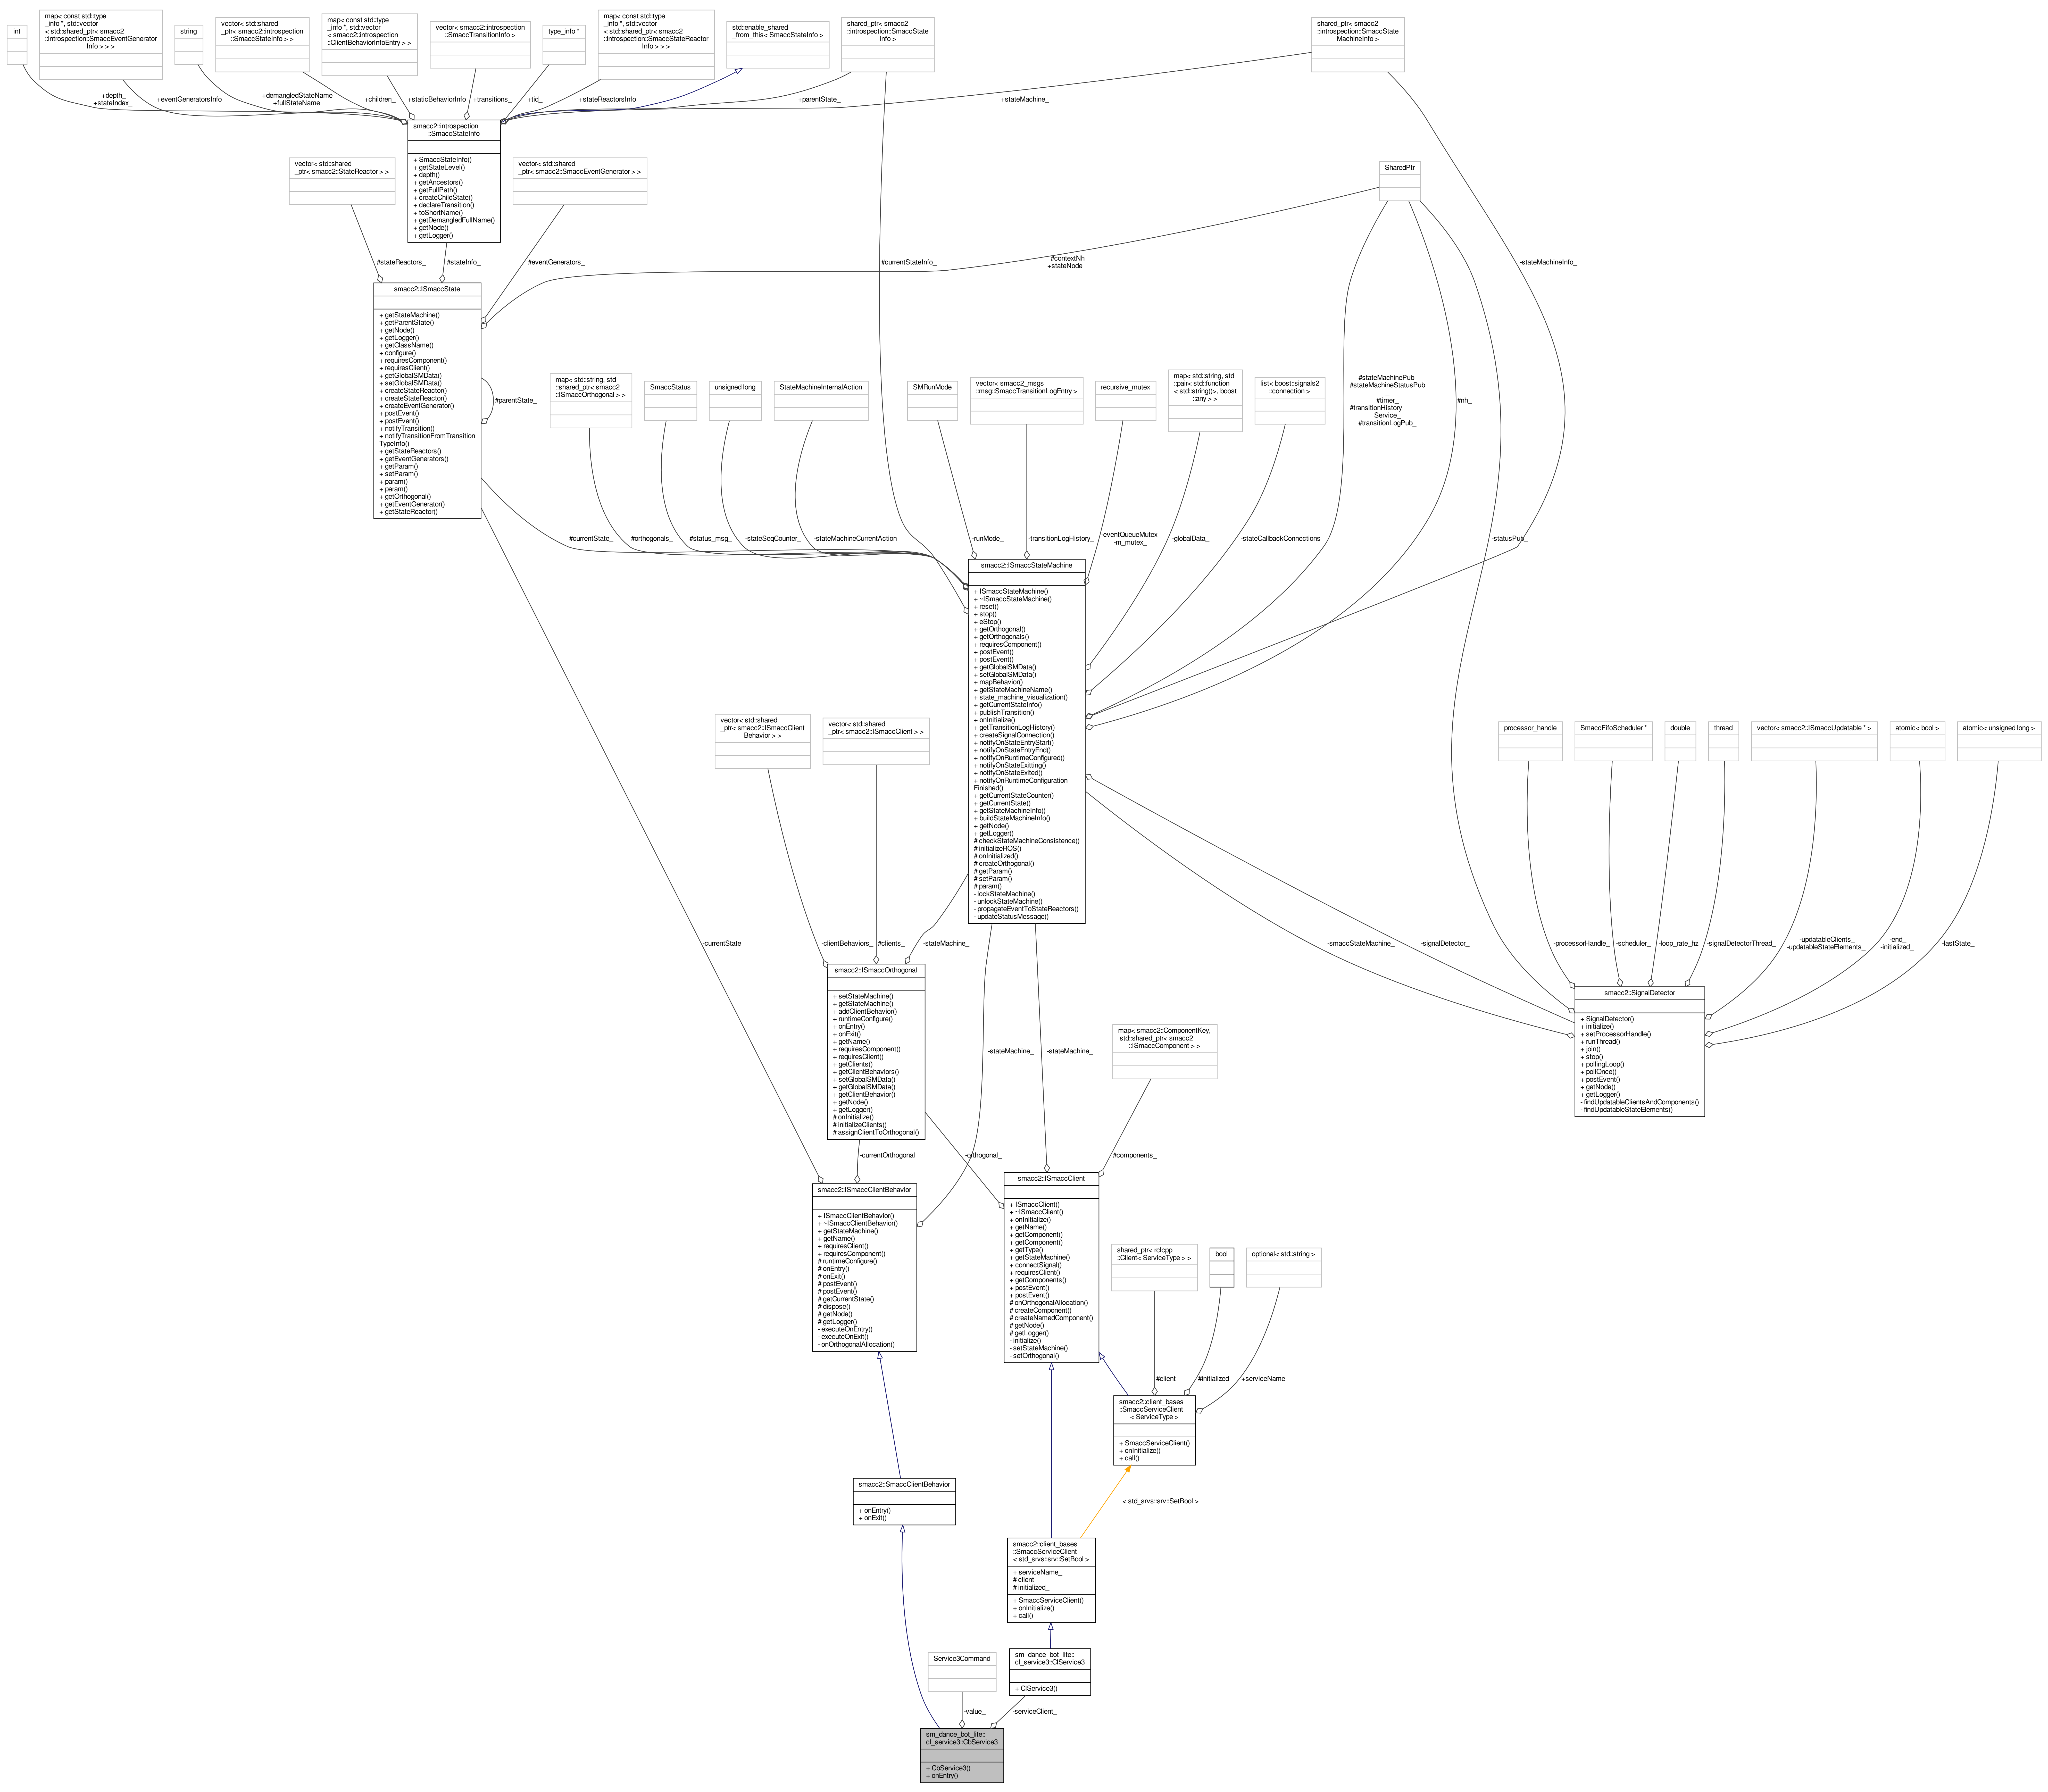 int
map< const std::type
_info *, std::vector
< std::shared_ptr< smacc2
::introspection::SmaccEventGenerator
Info > > >
string
vector< std::shared
_ptr< smacc2::introspection
::SmaccStateInfo > >
map< const std::type
_info *, std::vector
< smacc2::introspection
::ClientBehaviorInfoEntry > >
vector< smacc2::introspection
::SmaccTransitionInfo >
type_info *
map< const std::type
_info *, std::vector
< std::shared_ptr< smacc2
::introspection::SmaccStateReactor
Info > > >
std::enable_shared
_from_this< SmaccStateInfo >
shared_ptr< smacc2
::introspection::SmaccState
Info >
shared_ptr< smacc2
::introspection::SmaccState
MachineInfo >
+depth_
+stateIndex_
+eventGeneratorsInfo
+demangledStateName
+fullStateName
+children_
+staticBehaviorInfo
+transitions_
+tid_
+stateReactorsInfo
+parentState_
+stateMachine_
smacc2::introspection
::SmaccStateInfo
+ SmaccStateInfo()
+ getStateLevel()
+ depth()
+ getAncestors()
+ getFullPath()
+ createChildState()
+ declareTransition()
+ toShortName()
+ getDemangledFullName()
+ getNode()
+ getLogger()
vector< std::shared
_ptr< smacc2::StateReactor > >
vector< std::shared
_ptr< smacc2::SmaccEventGenerator > >
SharedPtr
#stateReactors_
#stateInfo_
#eventGenerators_
#currentStateInfo_
#contextNh
+stateNode_
-stateMachineInfo_
smacc2::ISmaccState
+ getStateMachine()
+ getParentState()
+ getNode()
+ getLogger()
+ getClassName()
+ configure()
+ requiresComponent()
+ requiresClient()
+ getGlobalSMData()
+ setGlobalSMData()
+ createStateReactor()
+ createStateReactor()
+ createEventGenerator()
+ postEvent()
+ postEvent()
+ notifyTransition()
+ notifyTransitionFromTransition
TypeInfo()
+ getStateReactors()
+ getEventGenerators()
+ getParam()
+ setParam()
+ param()
+ param()
+ getOrthogonal()
+ getEventGenerator()
+ getStateReactor()
#parentState_
map< std::string, std
::shared_ptr< smacc2
::ISmaccOrthogonal > >
SmaccStatus
unsigned long
StateMachineInternalAction
SMRunMode
vector< smacc2_msgs
::msg::SmaccTransitionLogEntry >
recursive_mutex
map< std::string, std
::pair< std::function
< std::string()>, boost
::any > >
list< boost::signals2
::connection >
#stateMachinePub_
#stateMachineStatusPub
_
#timer_
#transitionHistory
Service_
#transitionLogPub_
#nh_
#currentState_
#orthogonals_
#status_msg_
-stateSeqCounter_
-stateMachineCurrentAction
-runMode_
-transitionLogHistory_
-eventQueueMutex_
-m_mutex_
-globalData_
-stateCallbackConnections
-statusPub_
smacc2::ISmaccStateMachine
+ ISmaccStateMachine()
+ ~ISmaccStateMachine()
+ reset()
+ stop()
+ eStop()
+ getOrthogonal()
+ getOrthogonals()
+ requiresComponent()
+ postEvent()
+ postEvent()
+ getGlobalSMData()
+ setGlobalSMData()
+ mapBehavior()
+ getStateMachineName()
+ state_machine_visualization()
+ getCurrentStateInfo()
+ publishTransition()
+ onInitialize()
+ getTransitionLogHistory()
+ createSignalConnection()
+ notifyOnStateEntryStart()
+ notifyOnStateEntryEnd()
+ notifyOnRuntimeConfigured()
+ notifyOnStateExitting()
+ notifyOnStateExited()
+ notifyOnRuntimeConfiguration
Finished()
+ getCurrentStateCounter()
+ getCurrentState()
+ getStateMachineInfo()
+ buildStateMachineInfo()
+ getNode()
+ getLogger()
# checkStateMachineConsistence()
# initializeROS()
# onInitialized()
# createOrthogonal()
# getParam()
# setParam()
# param()
- lockStateMachine()
- unlockStateMachine()
- propagateEventToStateReactors()
- updateStatusMessage()
vector< std::shared
_ptr< smacc2::ISmaccClient
Behavior > >
vector< std::shared
_ptr< smacc2::ISmaccClient > >
processor_handle
SmaccFifoScheduler *
double
thread
vector< smacc2::ISmaccUpdatable * >
atomic< bool >
atomic< unsigned long >
-currentState
-clientBehaviors_
#clients_
-stateMachine_
-smaccStateMachine_
-signalDetector_
-processorHandle_
-scheduler_
-loop_rate_hz
-signalDetectorThread_
-updatableClients_
-updatableStateElements_
-end_
-initialized_
-lastState_
smacc2::ISmaccOrthogonal
+ setStateMachine()
+ getStateMachine()
+ addClientBehavior()
+ runtimeConfigure()
+ onEntry()
+ onExit()
+ getName()
+ requiresComponent()
+ requiresClient()
+ getClients()
+ getClientBehaviors()
+ setGlobalSMData()
+ getGlobalSMData()
+ getClientBehavior()
+ getNode()
+ getLogger()
# onInitialize()
# initializeClients()
# assignClientToOrthogonal()
smacc2::SignalDetector
+ SignalDetector()
+ initialize()
+ setProcessorHandle()
+ runThread()
+ join()
+ stop()
+ pollingLoop()
+ pollOnce()
+ postEvent()
+ getNode()
+ getLogger()
- findUpdatableClientsAndComponents()
- findUpdatableStateElements()
map< smacc2::ComponentKey,
std::shared_ptr< smacc2
::ISmaccComponent > >
-stateMachine_
-stateMachine_
-currentOrthogonal
-orthogonal_
#components_
smacc2::ISmaccClientBehavior
+ ISmaccClientBehavior()
+ ~ISmaccClientBehavior()
+ getStateMachine()
+ getName()
+ requiresClient()
+ requiresComponent()
# runtimeConfigure()
# onEntry()
# onExit()
# postEvent()
# postEvent()
# getCurrentState()
# dispose()
# getNode()
# getLogger()
- executeOnEntry()
- executeOnExit()
- onOrthogonalAllocation()
smacc2::ISmaccClient
+ ISmaccClient()
+ ~ISmaccClient()
+ onInitialize()
+ getName()
+ getComponent()
+ getComponent()
+ getType()
+ getStateMachine()
+ connectSignal()
+ requiresClient()
+ getComponents()
+ postEvent()
+ postEvent()
# onOrthogonalAllocation()
# createComponent()
# createNamedComponent()
# getNode()
# getLogger()
- initialize()
- setStateMachine()
- setOrthogonal()
shared_ptr< rclcpp
::Client< ServiceType > >
bool
optional< std::string >
#client_
#initialized_
+serviceName_
smacc2::client_bases
::SmaccServiceClient
< ServiceType >
+ SmaccServiceClient()
+ onInitialize()
+ call()
smacc2::SmaccClientBehavior
+ onEntry()
+ onExit()
< std_srvs::srv::SetBool >
smacc2::client_bases
::SmaccServiceClient
< std_srvs::srv::SetBool >
+ serviceName_
# client_
# initialized_
+ SmaccServiceClient()
+ onInitialize()
+ call()
Service3Command
sm_dance_bot_lite::
cl_service3::ClService3
+ ClService3()
-value_
-serviceClient_
sm_dance_bot_lite::
cl_service3::CbService3
+ CbService3()
+ onEntry()